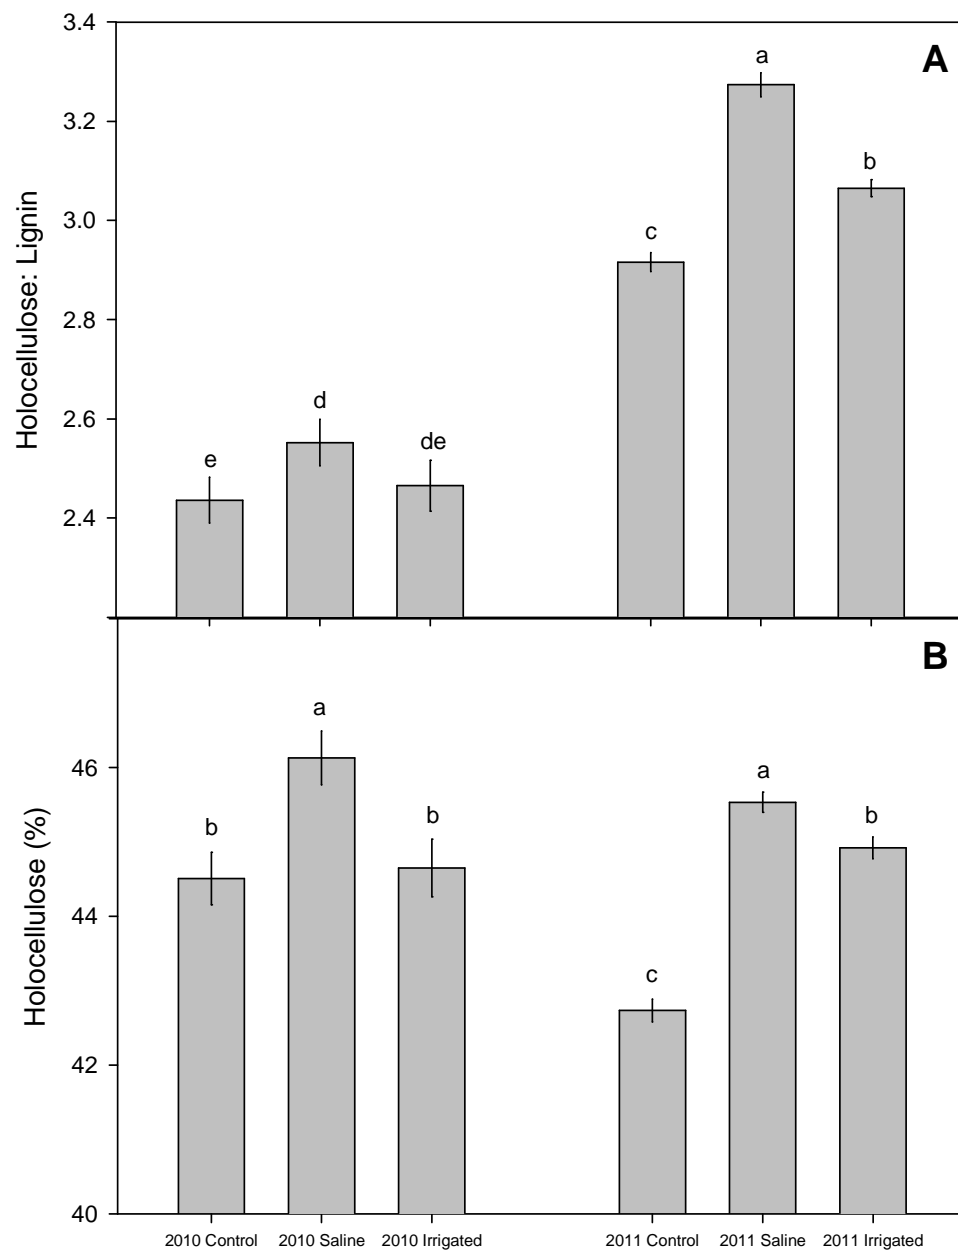 3.4
A
a
3.2
b
Holocellulose: Lignin
3.0
c
2.8
2.6
d
de
e
2.4
B
a
46
a
b
b
b
Holocellulose (%)
44
c
42
40
2010 Control 2010 Saline 2010 Irrigated 2011 Control 2011 Saline 2011 Irrigated